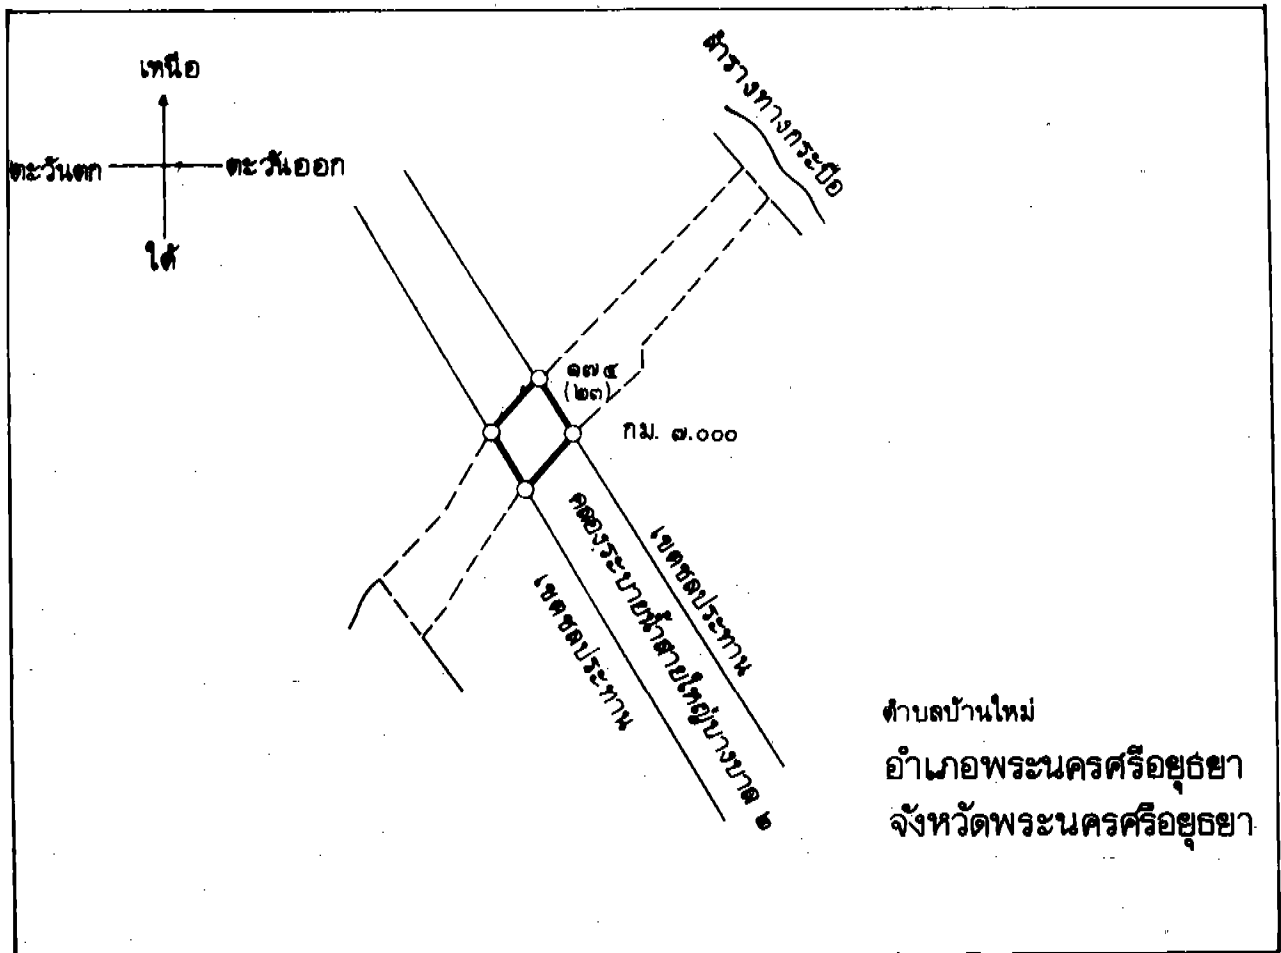 เหนือ
ตะวันตก
ตะวันออก
ใต้
ลำรางทางกระบือ
๑๗๕
(๒๓)
กม. ๗.๐๐๐
เขตชลประทาน
คลองระบายน้ำสายใหญ่บางบาล ๒
เขตชลประทาน
ตำบลบ้านใหม่
อำเภอพระนครศรีอยุธยา
จังหวัดพระนครศรีอยุธยา